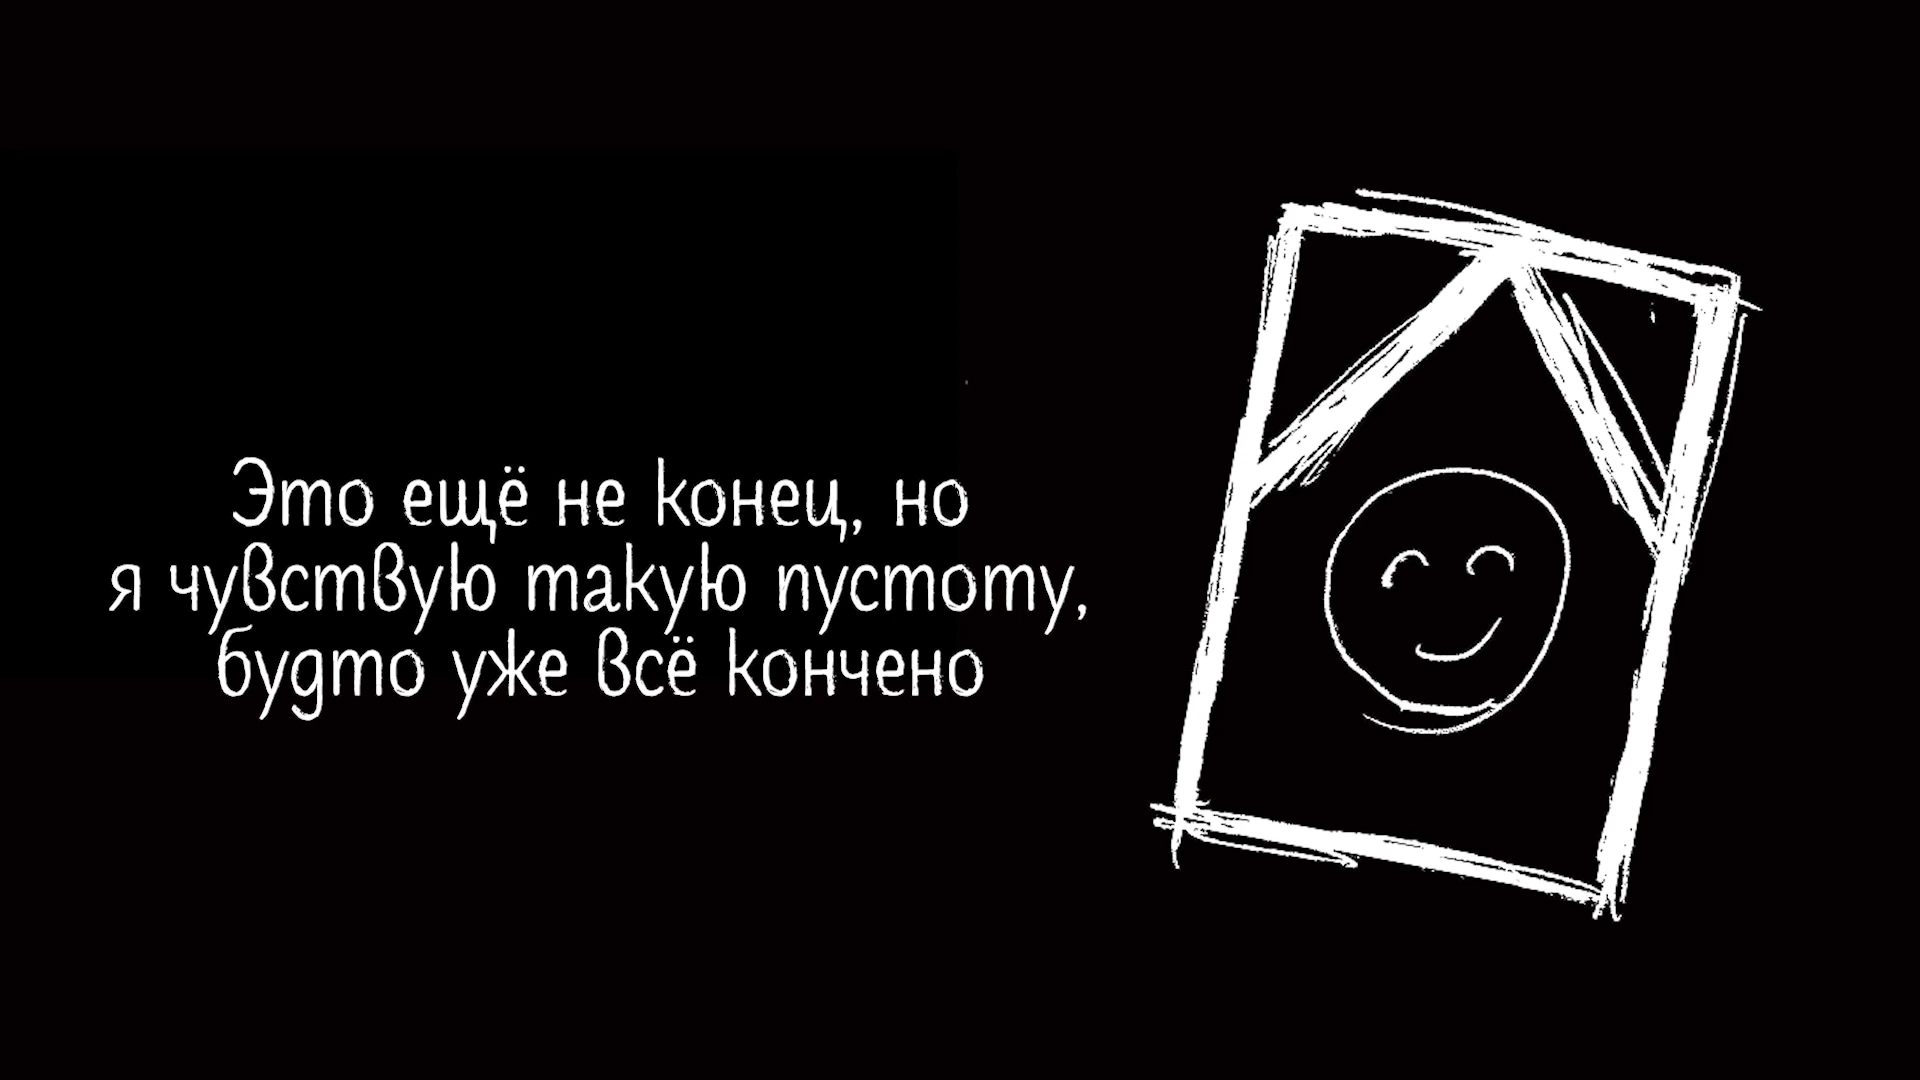 Это ещё не конец, но
я чувствую такую пустоту,
будто уже всё кончено